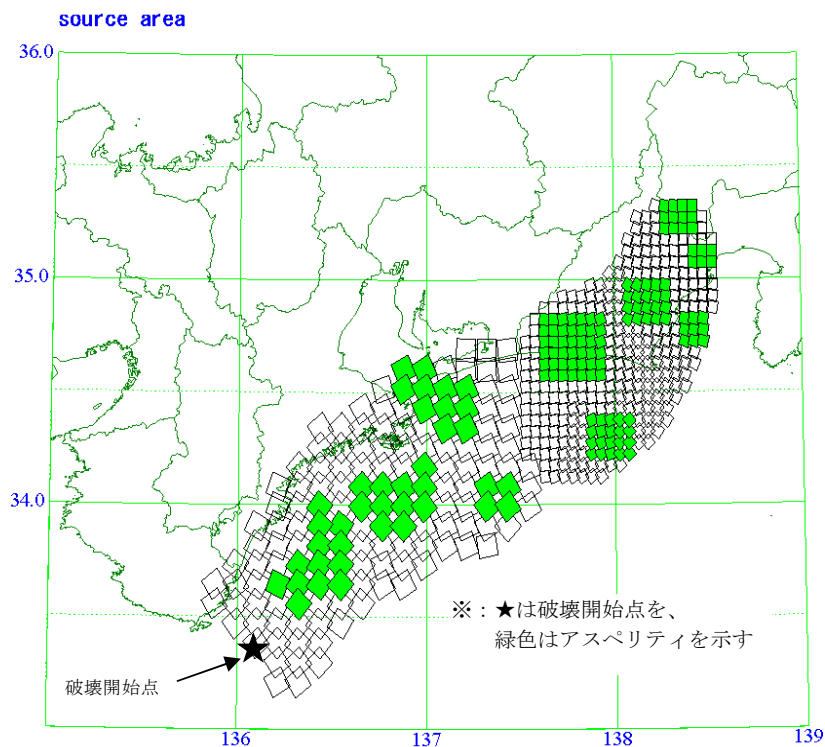 source area
36.0
35.0
34.0
※：★は破壊開始点を、
緑色はアスペリティを示す
破壊開始点
136
137
138
139